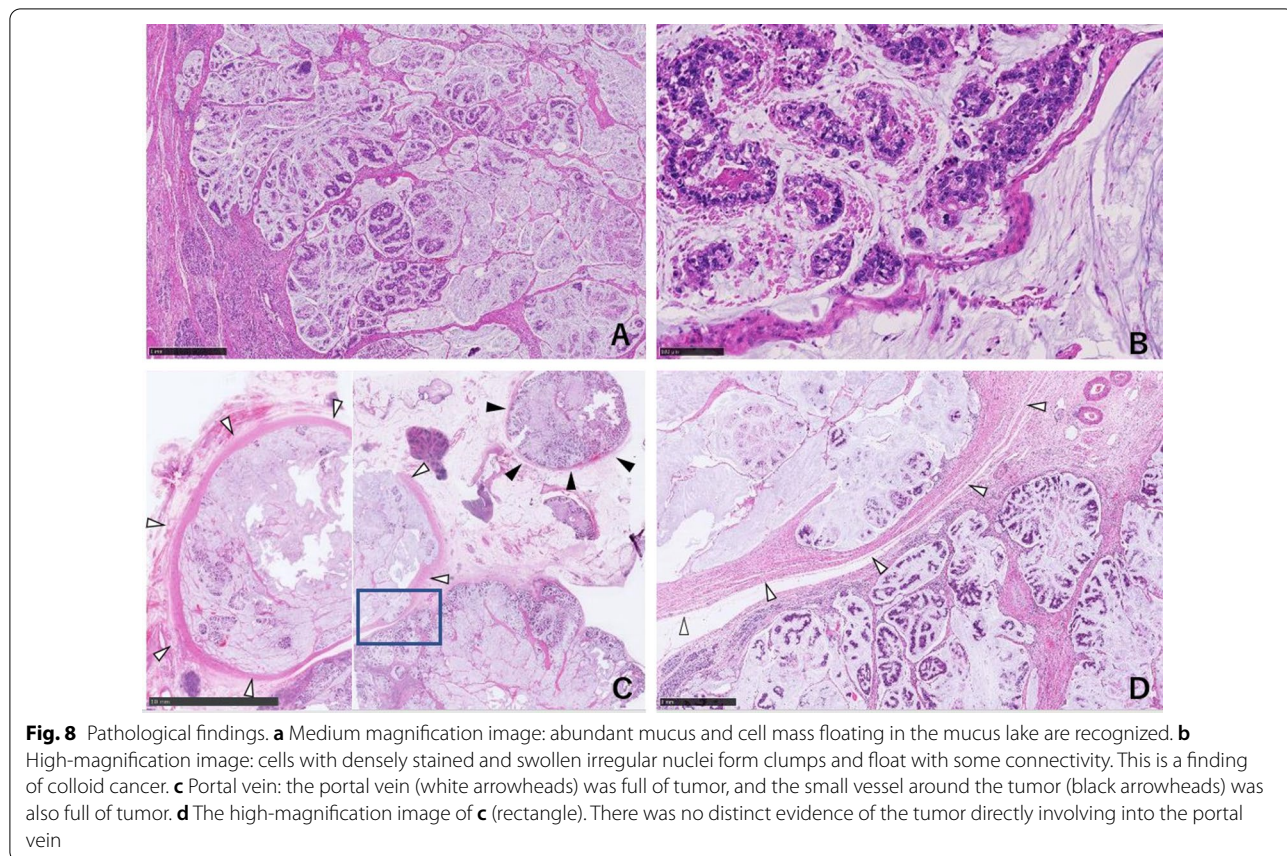 A
B
C
D
1 mm
10 mm
Fig. 8 Pathological findings. a Medium magnification image: abundant mucus and cell mass floating in the mucus lake are recognized. b
High-magnification image: cells with densely stained and swollen irregular nuclei form clumps and float with some connectivity. This is a finding
of colloid cancer. c Portal vein: the portal vein (white arrowheads) was full of tumor, and the small vessel around the tumor (black arrowheads) was
also full of tumor. d The high-magnification image of c (rectangle). There was no distinct evidence of the tumor directly involving into the portal
vein